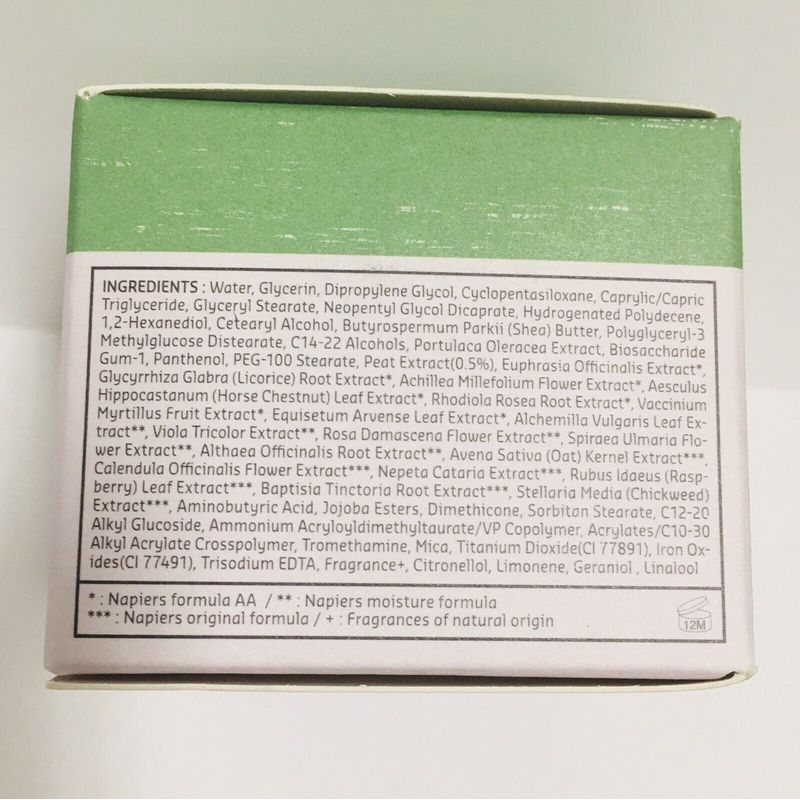 INGREDIENTS : Water, Glycerin, Dipropylene Glycol, Cyclopentasiloxane, Caprylic/Capric
Triglyceride, Glyceryl Stearate, Neopentyl Glycol Dicaprate, Hydrogenated Polydecene,
1,2-Hexanediol, Cetearyl Alcohol, Butyrospermum Parkii (Shea) Butter, Polyglyceryl-3
Methylglucose Distearate, C14-22 Alcohols, Portulaca Oleracea Extract, Biosaccharide
Gum-1, Panthenol, PEG-100 Stearate, Peat Extract(0.5%), Euphrasia Officinalis Extract*,
Glycyrrhiza Glabra (Licorice) Root Extract*, Achillea Millefolium Flower Extract*, Aesculus
Hippocastanum (Horse Chestnut) Leaf Extract*, Rhodiola Rosea Root Extract*, Vaccinium
Myrtillus Fruit Extract*, Equisetum Arvense Leaf Extract*, Alchemilla Vulgaris Leaf Ex-
tract**, Viola Tricolor Extract**, Rosa Damascena Flower Extract**, Spiraea Ulmaria Flo-
wer Extract**, Althaea Officinalis Root Extract**, Avena Sativa (Oat) Kernel Extract***,
Calendula Officinalis Flower Extract***, Nepeta Cataria Extract***, Rubus Idaeus (Rasp-
berry) Leaf Extract***, Baptisia Tinctoria Root Extract***, Stellaria Media (Chickweed)
Extract***, Aminobutyric Acid, Jojoba Esters, Dimethicone, Sorbitan Stearate, C12-20
Alkyl Glucoside, Ammonium Acryloyldimethyltaurate/VP Copolymer, Acrylates/C10-30
Alkyl Acrylate Crosspolymer, Tromethamine, Mica, Titanium Dioxide(CI 77891), Iron Ox-
ides(CI 77491), Trisodium EDTA, Fragrance+, Citronellol, Limonene, Geraniol , Linalool
* : Napiers formula AA / ** : Napiers moisture formula
*** : Napiers original formula / + : Fragrances of natural origin
12M